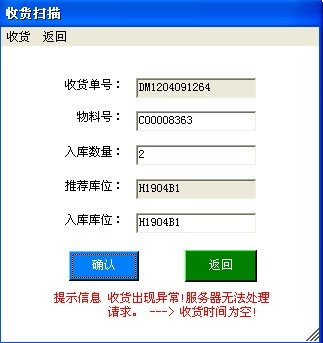 收货扫描
收货 返回
收货单号： DM1204091264
物料号： C00008363
入库数量： 2
推荐库位： H1904B1
入库库位： H1904B1
确认 返回
提示信息 收货出现异常!服务器无法处理
请求。 ---> 收货时间为空!